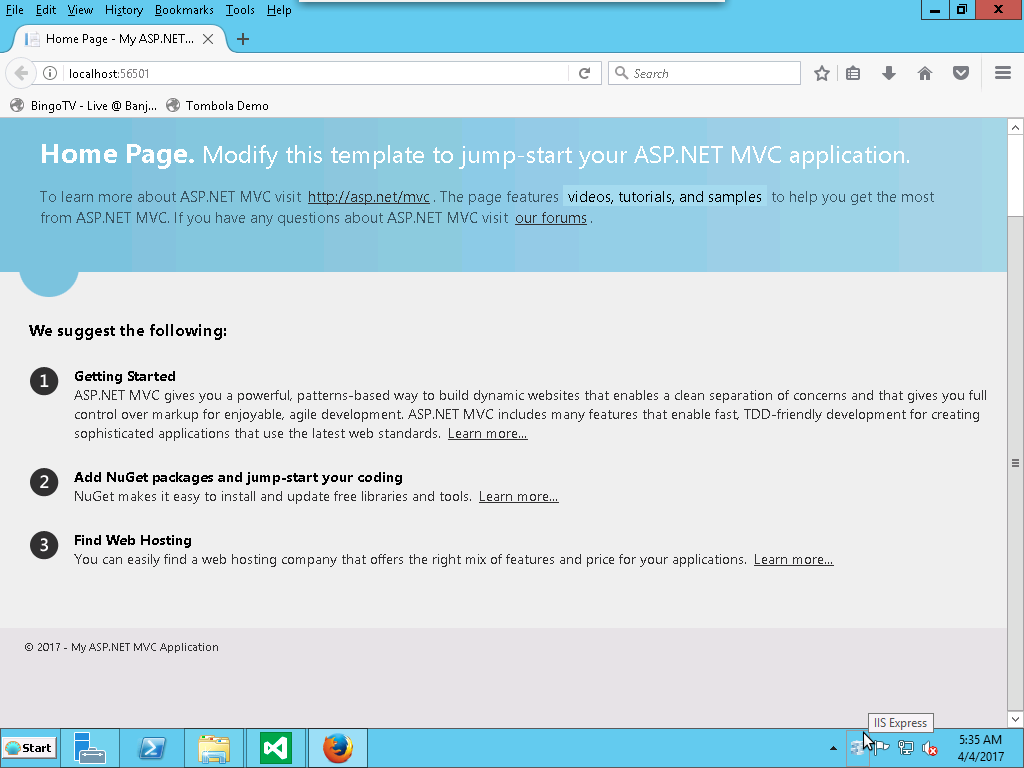 File Edit View History Bookmarks Tools Help
Home Page - My ASP.NET...
localhost:56501
Search
BingoTV - Live @ Banj... Tombola Demo
Home Page. Modify this template to jump-start your ASP.NET MVC application.
To learn more about ASP.NET MVC visit http://asp.net/mvc . The page features videos, tutorials, and samples to help you get the most
from ASP.NET MVC. If you have any questions about ASP.NET MVC visit our forums .
We suggest the following:
1 Getting Started
ASP.NET MVC gives you a powerful, patterns-based way to build dynamic websites that enables a clean separation of concerns and that gives you full
control over markup for enjoyable, agile development. ASP.NET MVC includes many features that enable fast, TDD-friendly development for creating
sophisticated applications that use the latest web standards. Learn more...
2 Add NuGet packages and jump-start your coding
NuGet makes it easy to install and update free libraries and tools. Learn more...
3 Find Web Hosting
You can easily find a web hosting company that offers the right mix of features and price for your applications. Learn more...
© 2017 - My ASP.NET MVC Application
IIS Express
Start
5:35 AM
4/4/2017